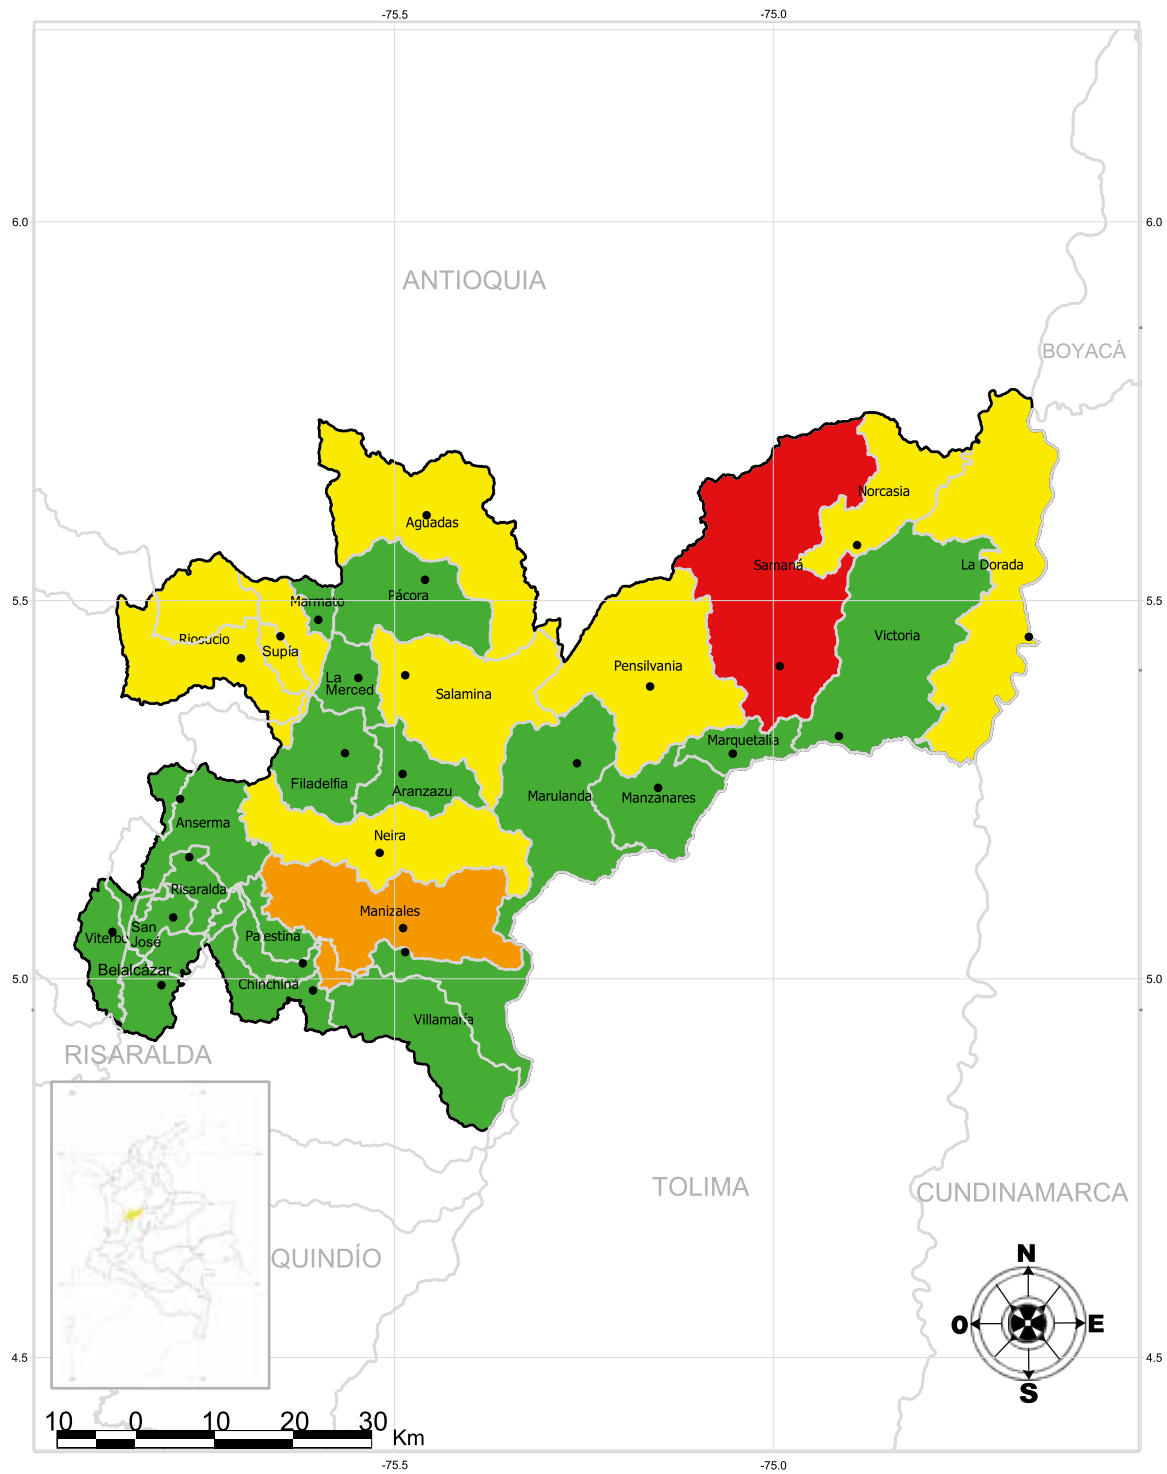 -75.5
-75.0
6.0
6.0
ANTIOQUIA
BOYACÁ
Norcasia
Aguadas
Samaná
La Dorada
5.5
5.5
Pácora
Marmato
Riosucio
Supía
Victoria
Pensilvania
La
Merced
Salamina
Marquetalia
Filadelfia
Aranzazu
Marulanda
Manzanares
Anserma
Neira
Risaralda
Manizales
San
José
Viterbo
Palestina
Belalcázar
Chinchiná
5.0
5.0
Villamaría
RISARALDA
TOLIMA
CUNDINAMARCA
QUINDÍO
N
O
E
S
4.5
4.5
10 0 10 20 30
Km
-75.5
-75.0